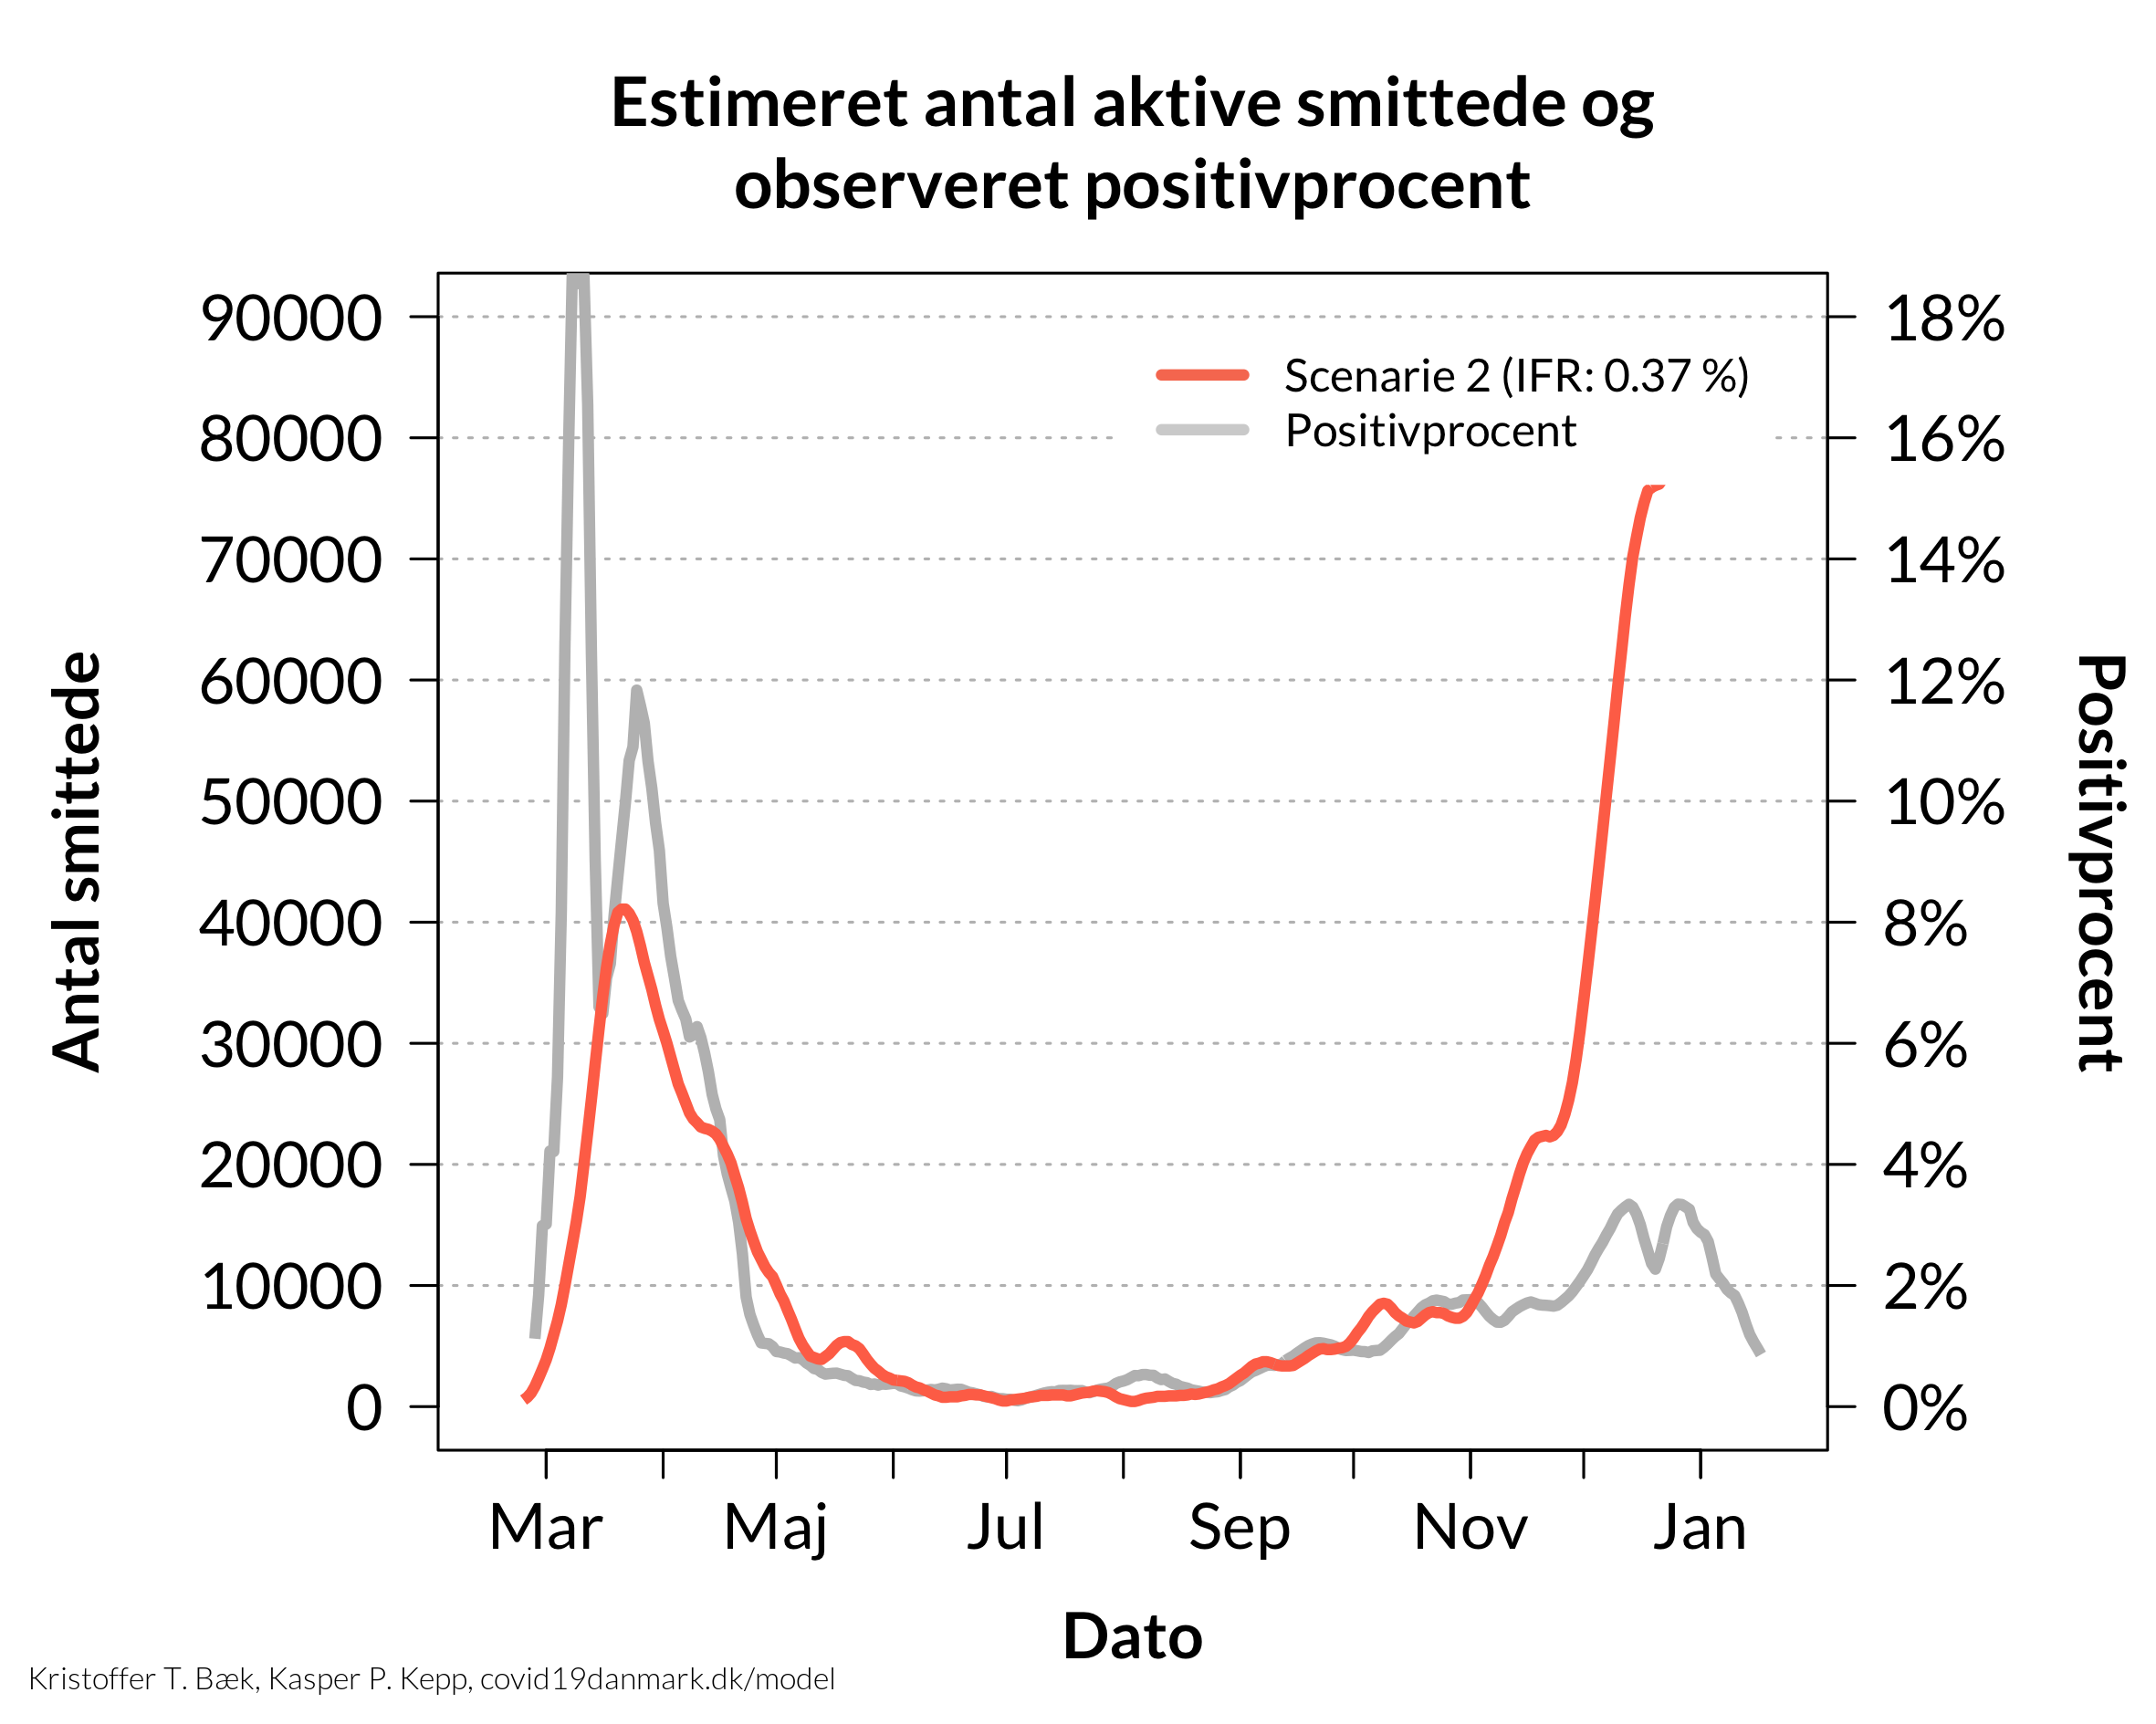 Estimeret antal aktive smittede og
observeret positivprocent
90000
80000
70000
60000
50000
40000
30000
20000
10000
0
Antal smittede
Scenarie 2 (IFR: 0.37 %)
Positivprocent
18%
16%
14%
12%
10%
8%
6%
4%
2%
0%
Positivprocent
Mar Maj Jul Sep Nov Jan
Dato
Kristoffer T. Bæk, Kasper P. Kepp, covid19danmark.dk/model